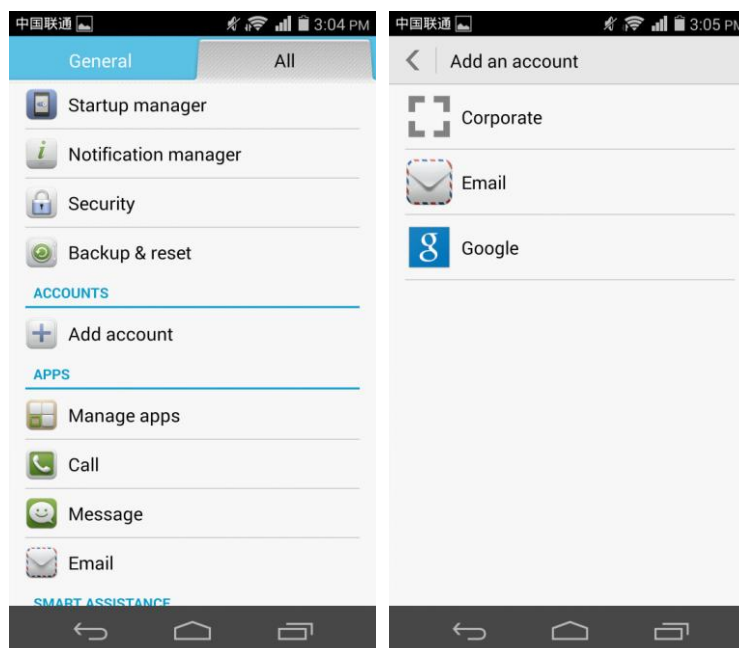 中国联通 3:04 PM
General All
Startup manager
Notification manager
Security
Backup & reset
ACCOUNTS
Add account
APPS
Manage apps
Call
Message
Email
SMART ASSISTANCE
中国联通 3:05 PM
Add an account
Corporate
Email
Google